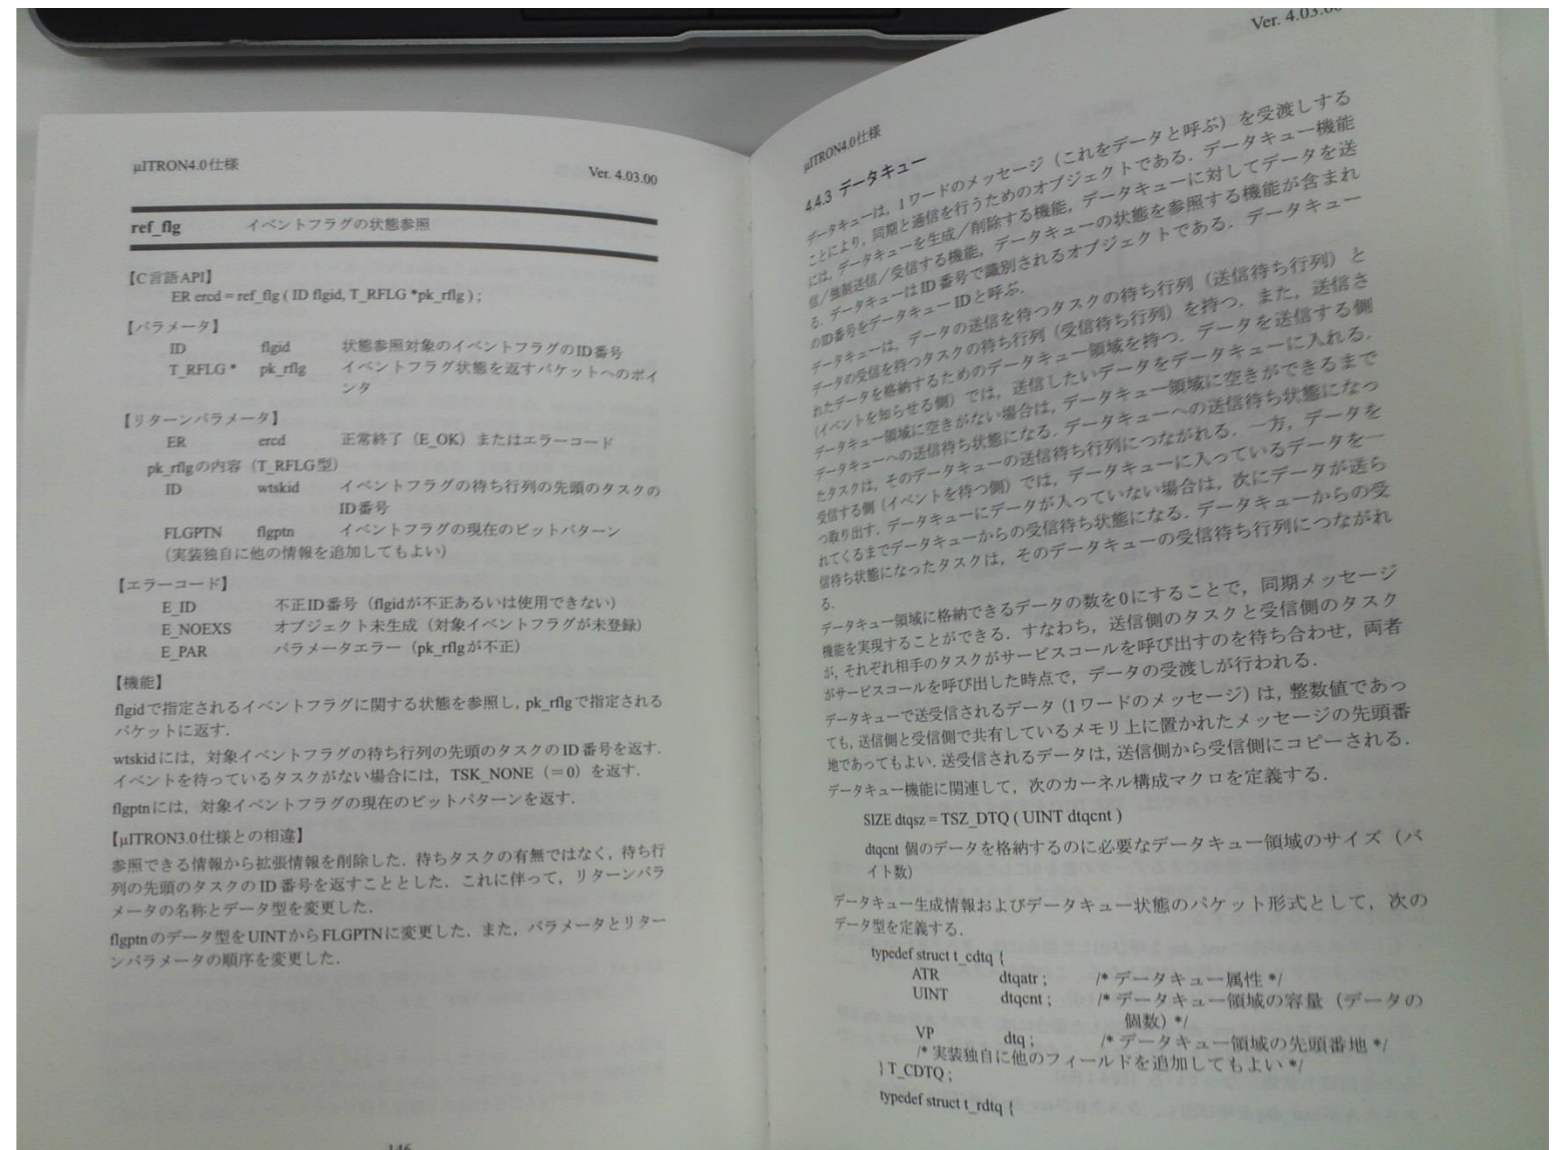 μITRON4.0仕様
Ver. 4.03.00
ref_flg イベントフラグの状態参照
【C言語API】
ER ercd = ref_flg ( ID flgid, T_RFLG *pk_rflg ) ;
【パラメータ】
ID flgid 状態参照対象のイベントフラグのID番号
T_RFLG * pk_rflg イベントフラグ状態を返すパケットへのポイ
ンタ
【リターンパラメータ】
ER ercd 正常終了（E_OK）またはエラーコード
pk_rflgの内容（T_RFLG型）
ID wtskid イベントフラグの待ち行列の先頭のタスクの
ID番号
FLGPTN flgptn イベントフラグの現在のビットパターン
（実装独自に他の情報を追加してもよい）
【エラーコード】
E_ID 不正ID番号（flgidが不正あるいは使用できない）
E_NOEXS オブジェクト未生成（対象イベントフラグが未登録）
E_PAR パラメータエラー（pk_rflgが不正）
【機能】
flgidで指定されるイベントフラグに関する状態を参照し，pk_rflgで指定される
パケットに返す．
wtskidには，対象イベントフラグの待ち行列の先頭のタスクのID番号を返す．
イベントを待っているタスクがない場合には，TSK_NONE（＝0）を返す．
flgptnには，対象イベントフラグの現在のビットパターンを返す．
【μITRON3.0仕様との相違】
参照できる情報から拡張情報を削除した．待ちタスクの有無ではなく，待ち行
列の先頭のタスクのID番号を返すこととした．これに伴って，リターンパラ
メータの名称とデータ型を変更した．
flgptnのデータ型をUINTからFLGPTNに変更した．また，パラメータとリター
ンパラメータの順序を変更した．
146
μITRON4.0仕様
Ver. 4.03.00
4.4.3 データキュー
データキューは，1ワードのメッセージ（これをデータと呼ぶ）を受渡しする
ことにより，同期と通信を行うためのオブジェクトである．データキュー機能
には，データキューを生成／削除する機能，データキューに対してデータを送
信／強制送信／受信する機能，データキューの状態を参照する機能が含まれ
る．データキューはID番号で識別されるオブジェクトである．データキュー
のID番号をデータキューIDと呼ぶ．
データキューは，データの送信を待つタスクの待ち行列（送信待ち行列）と
データの受信を待つタスクの待ち行列（受信待ち行列）を持つ．また，送信さ
れたデータを格納するためのデータキュー領域を持つ．データを送信する側
（イベントを知らせる側）では，送信したいデータをデータキューに入れる．
データキュー領域に空きがない場合は，データキュー領域に空きができるまで
データキューへの送信待ち状態になる．データキューへの送信待ち状態になっ
たタスクは，そのデータキューの送信待ち行列につながれる．一方，データを
受信する側（イベントを待つ側）では，データキューに入っているデータを一
つ取り出す．データキューにデータが入っていない場合は，次にデータが送ら
れてくるまでデータキューからの受信待ち状態になる．データキューからの受
信待ち状態になったタスクは，そのデータキューの受信待ち行列につながれ
る．
データキュー領域に格納できるデータの数を0にすることで，同期メッセージ
機能を実現することができる．すなわち，送信側のタスクと受信側のタスク
が，それぞれ相手のタスクがサービスコールを呼び出すのを待ち合わせ，両者
がサービスコールを呼び出した時点で，データの受渡しが行われる．
データキューで送受信されるデータ（1ワードのメッセージ）は，整数値であっ
ても，送信側と受信側で共有しているメモリ上に置かれたメッセージの先頭番
地であってもよい．送受信されるデータは，送信側から受信側にコピーされる．
データキュー機能に関連して，次のカーネル構成マクロを定義する．
SIZE dtqsz = TSZ_DTQ ( UINT dtqcnt )
dtqcnt 個のデータを格納するのに必要なデータキュー領域のサイズ（バ
イト数）
データキュー生成情報およびデータキュー状態のパケット形式として，次の
データ型を定義する．
typedef struct t_cdtq {
ATR dtqatr ; /* データキュー属性 */
UINT dtqcnt ; /* データキュー領域の容量（データの
個数）*/
VP dtq ; /* データキュー領域の先頭番地 */
/* 実装独自に他のフィールドを追加してもよい */
} T_CDTQ ;
typedef struct t_rdtq {